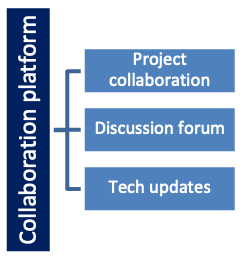 Collaboration platform
Project
collaboration
Discussion forum
Tech updates